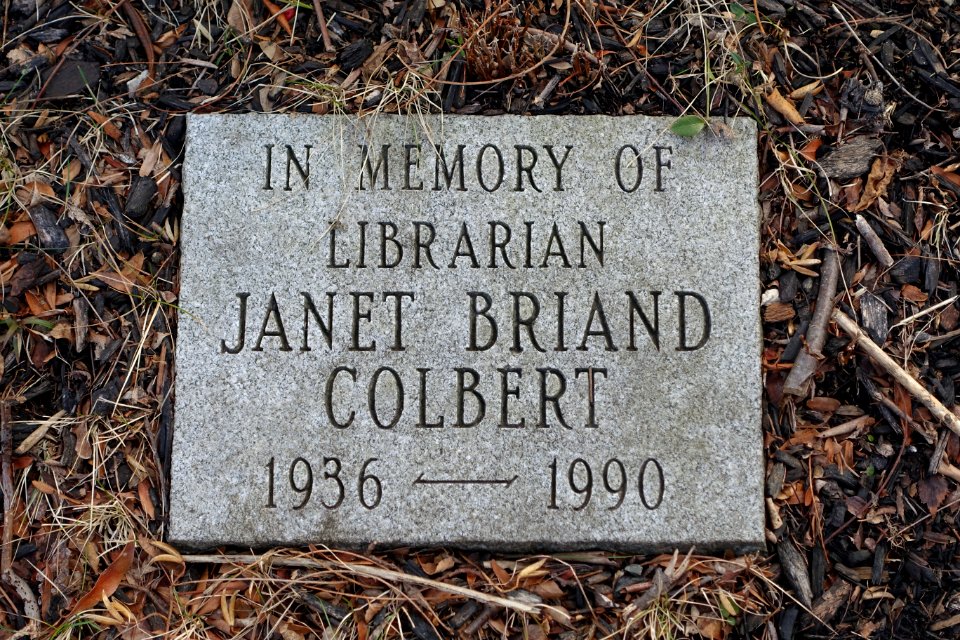 IN MEMORY OF
LIBRARIAN
JANET BRIAND
COLBERT
1936 — 1990